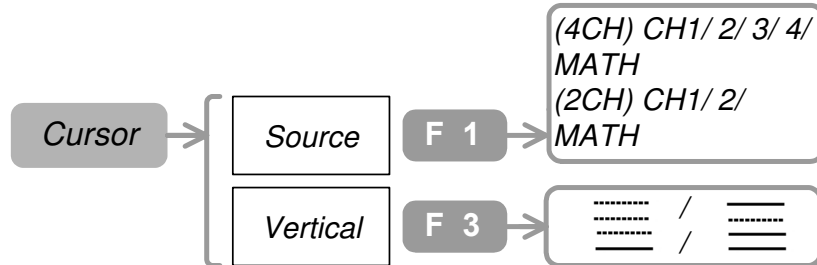 (4CH) CH1/ 2/ 3/ 4/
MATH
(2CH) CH1/ 2/
MATH
Cursor
Source
F 1
Vertical
F 3
/
/